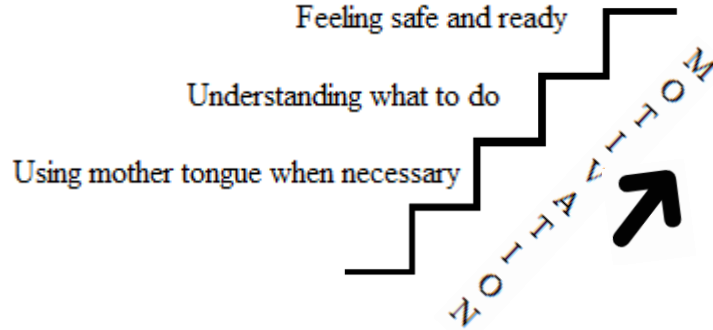 Feeling safe and ready
Understanding what to do
Using mother tongue when necessary
MOTIVATION